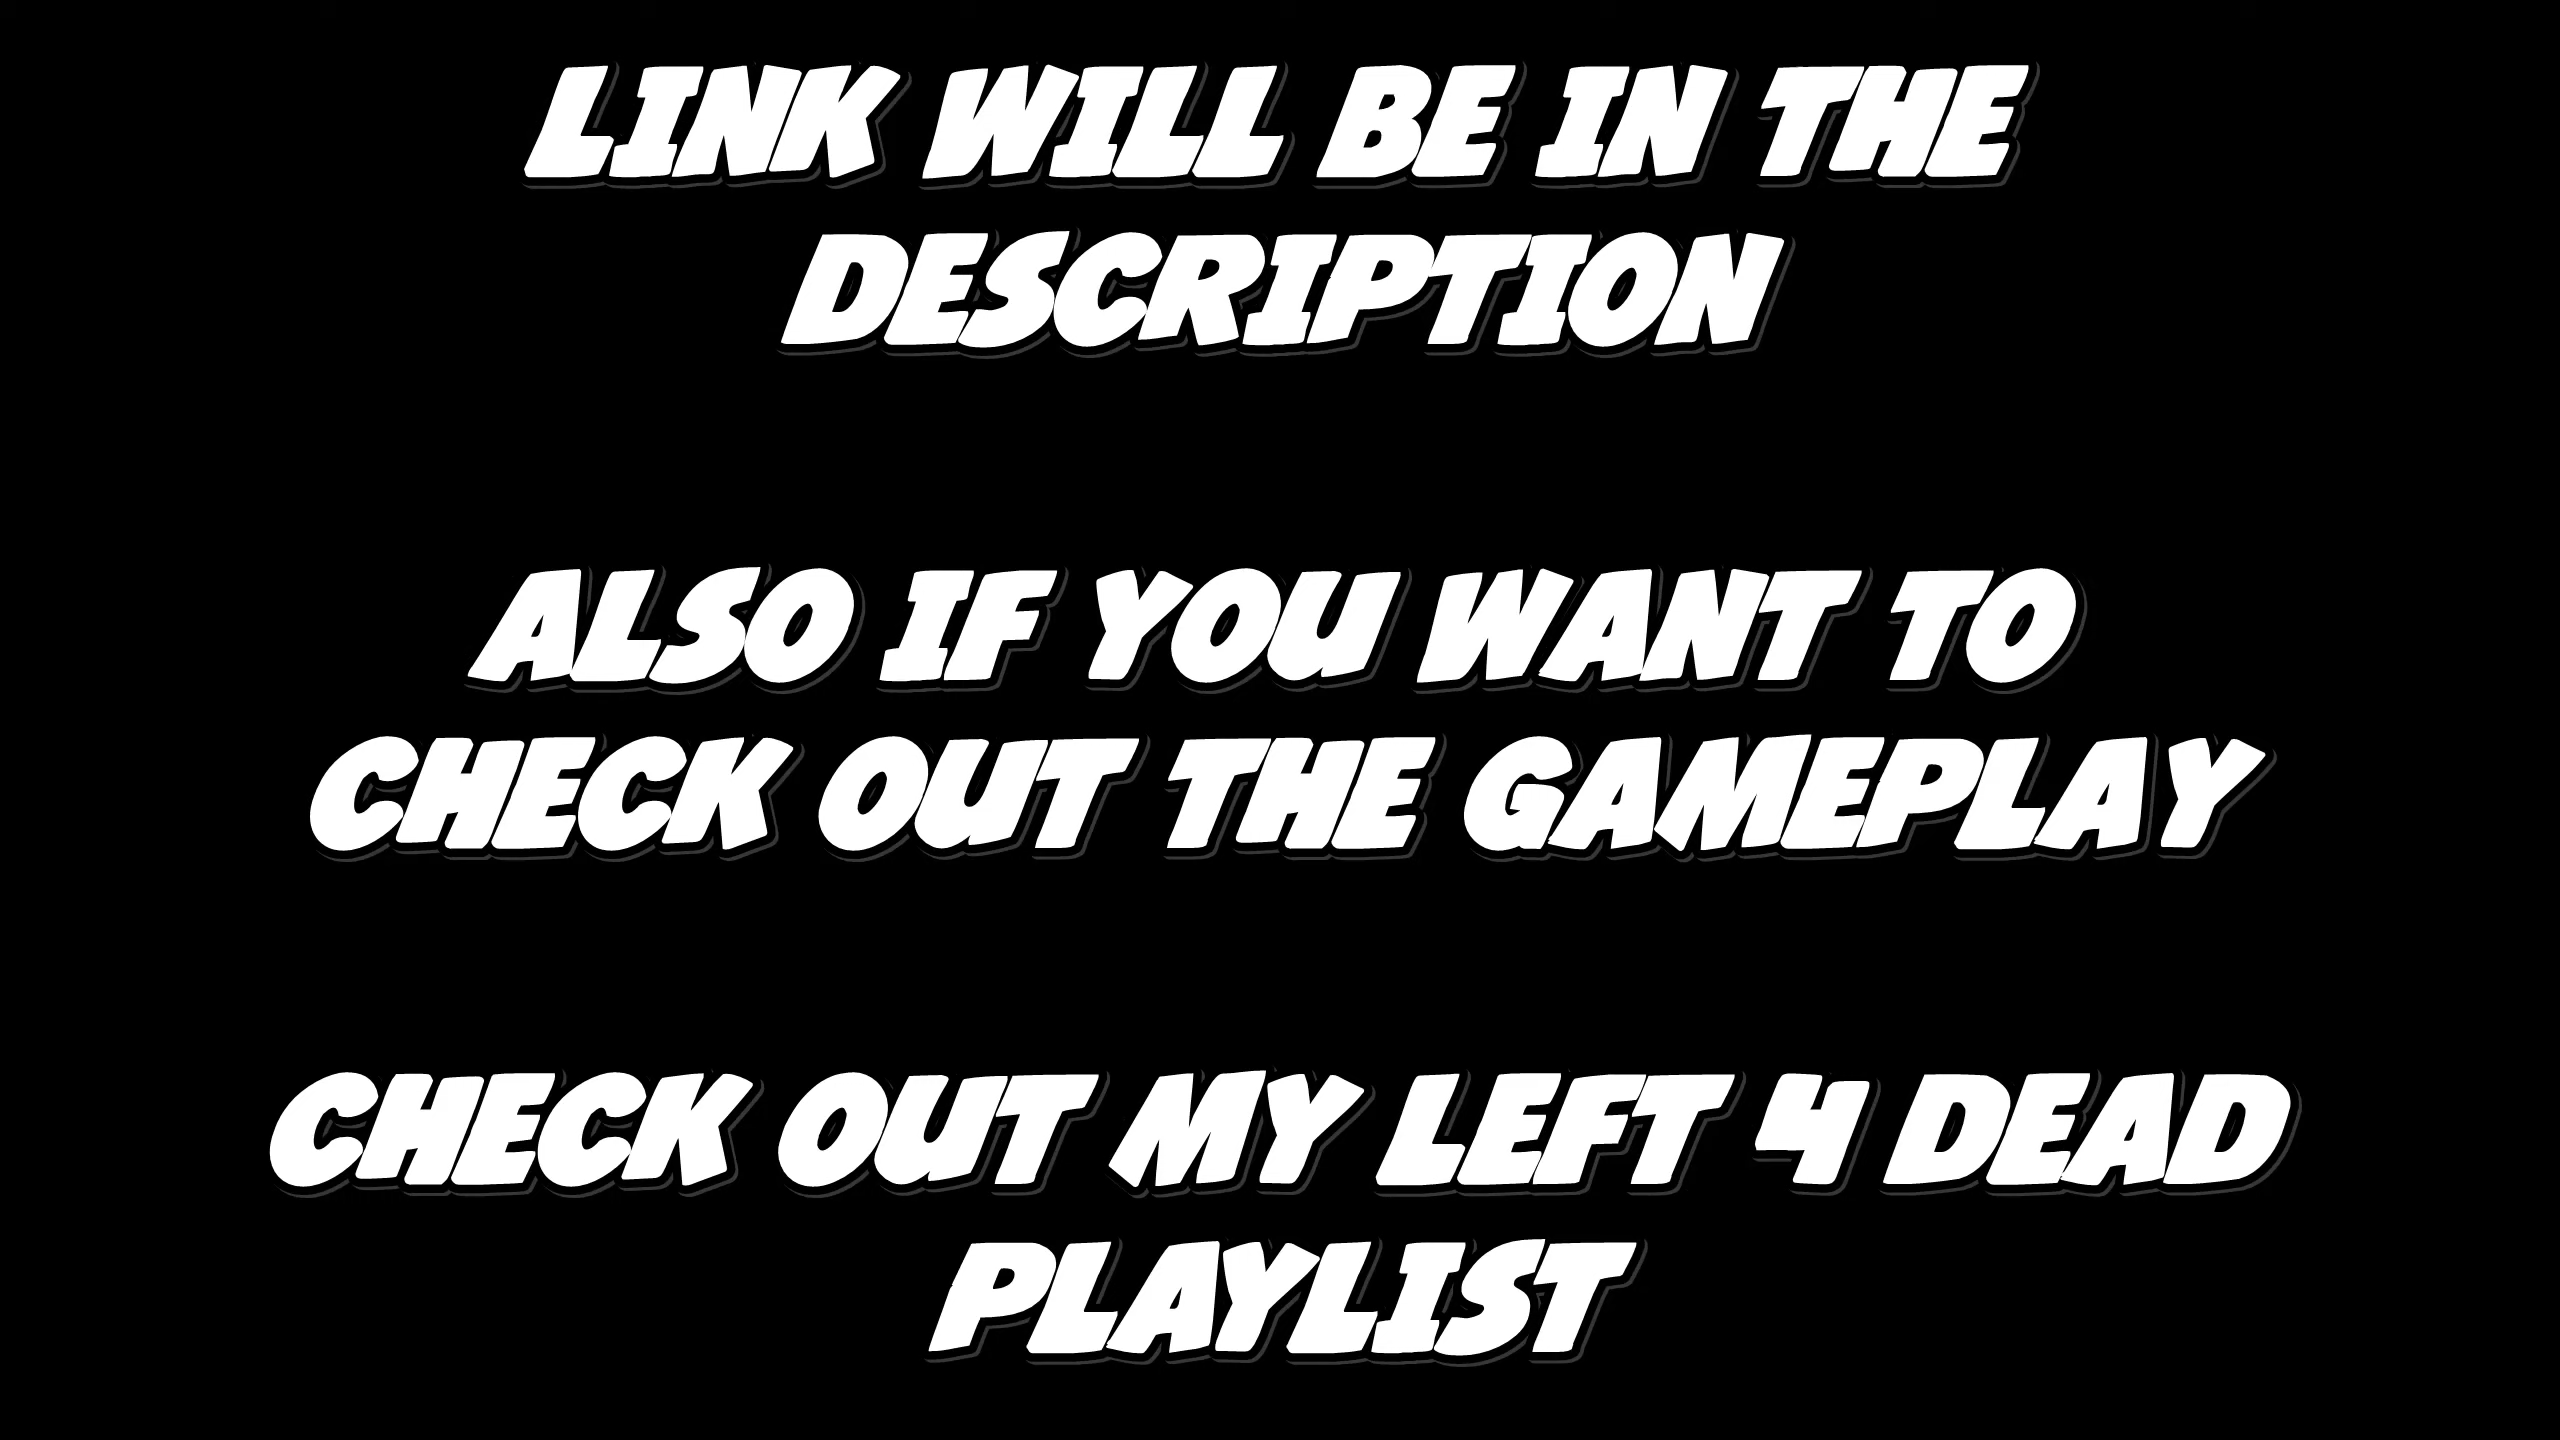 LINK WILL BE IN THE
DESCRIPTION
ALSO IF YOU WANT TO
CHECK OUT THE GAMEPLAY
CHECK OUT MY LEFT 4 DEAD
PLAYLIST